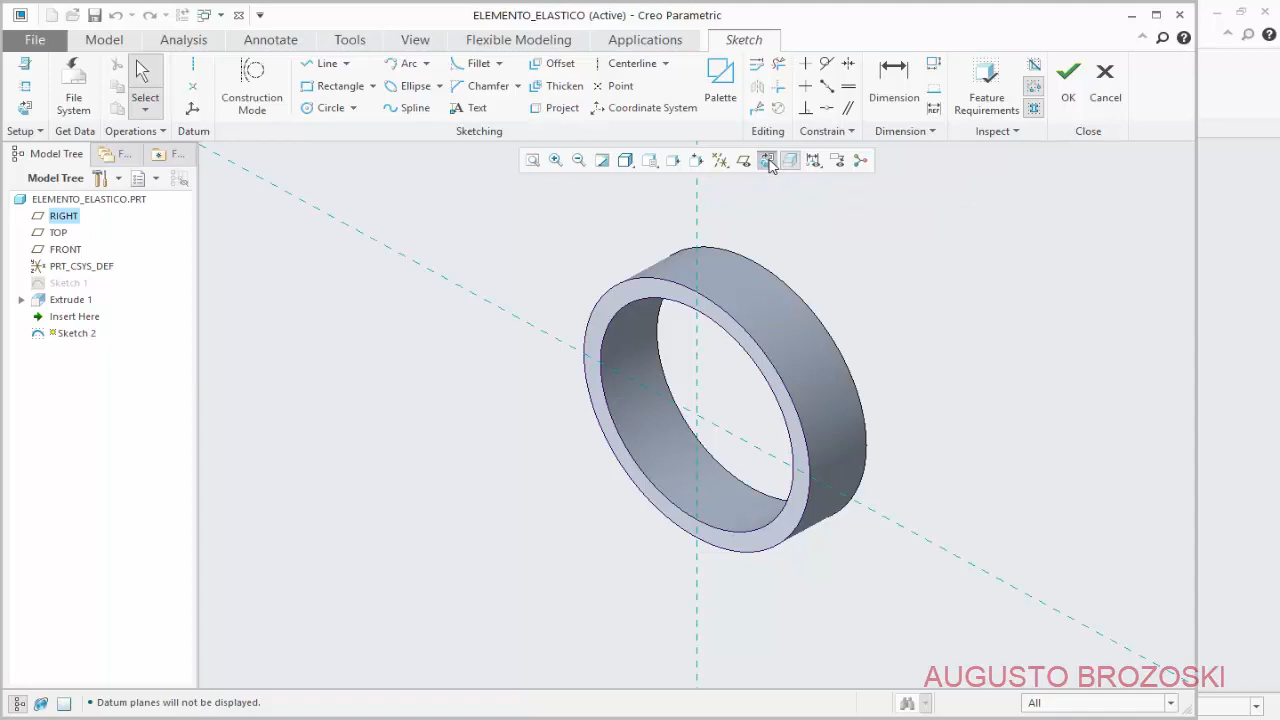 ELEMENTO_ELASTICO (Active) - Creo Parametric
File Model Analysis Annotate Tools View Flexible Modeling Applications Sketch
Line Arc Fillet Offset Centerline
Rectangle Ellipse Chamfer Thicken Point
Circle Spline Text Project Coordinate System
File System
Select
Construction Mode
Palette
Dimension
Feature Requirements
OK
Cancel
Setup Get Data Operations Datum Sketching Editing Constrain Dimension Inspect Close
Model Tree F... F...
Model Tree
ELEMENTO_ELASTICO.PRT
RIGHT
TOP
FRONT
PRT_CSYS_DEF
Sketch 1
Extrude 1
Insert Here
Sketch 2
AUGUSTO BROZOSKI
• Datum planes will not be displayed.
All